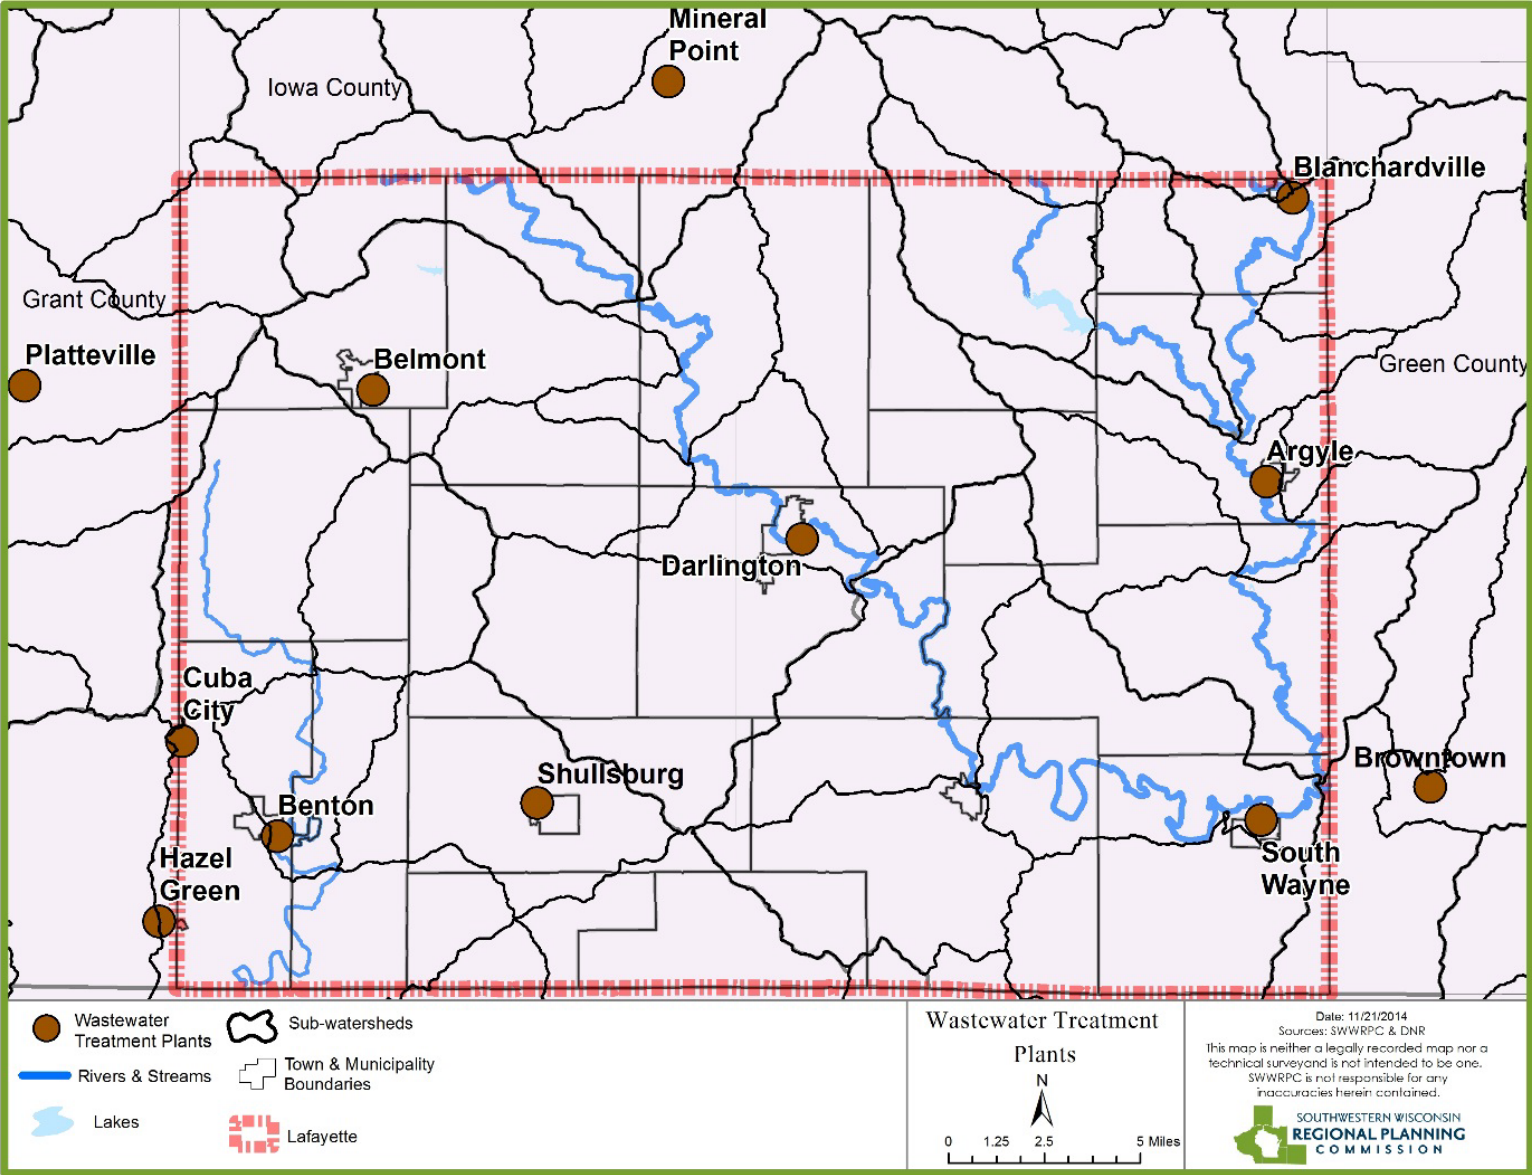 Mineral
Point
Iowa County
Blanchardville
Grant County
Platteville
Belmont
Green County
Argyle
Darlington
Cuba
City
Shullsburg
Browntown
Benton
Hazel
Green
South
Wayne
Wastewater
Treatment Plants
Rivers & Streams
Lakes
Sub-watersheds
Town & Municipality
Boundaries
Lafayette
Wastewater Treatment
Plants
N
0 1.25 2.5 5 Miles
Date: 11/21/2014
Sources: SWWRPC & DNR
This map is neither a legally recorded map nor a
technical surveyand is not intended to be one.
SWWRPC is not responsible for any
inaccuracies herein contained.
SOUTHWESTERN WISCONSIN
REGIONAL PLANNING
COMMISSION